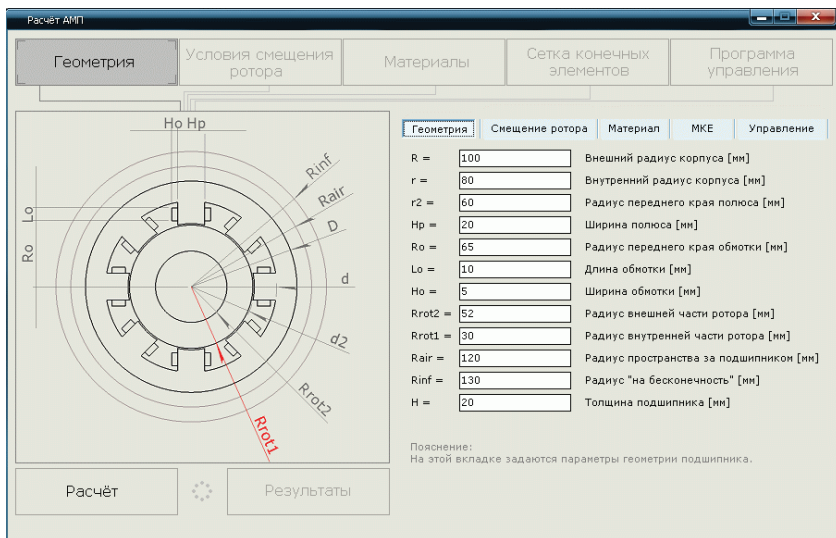 Расчёт АМП
Геометрия
Условия смещения
ротора
Материалы
Сетка конечных
элементов
Программа
управления
Ho Hp
Rinf
Rair
D
Lo
Ro
d
d2
Rrot2
Rrot1
Геометрия Смещение ротора Материал МКЕ Управление
R = 100 Внешний радиус корпуса [мм]
r = 80 Внутренний радиус корпуса [мм]
r2 = 60 Радиус переднего края полюса [мм]
Hp = 20 Ширина полюса [мм]
Ro = 65 Радиус переднего края обмотки [мм]
Lo = 10 Длина обмотки [мм]
Ho = 5 Ширина обмотки [мм]
Rrot2 = 52 Радиус внешней части ротора [мм]
Rrot1 = 30 Радиус внутренней части ротора [мм]
Rair = 120 Радиус пространства за подшипником [мм]
Rinf = 130 Радиус "на бесконечность" [мм]
H = 20 Толщина подшипника [мм]
Пояснение:
На этой вкладке задаются параметры геометрии подшипника.
Расчёт
Результаты